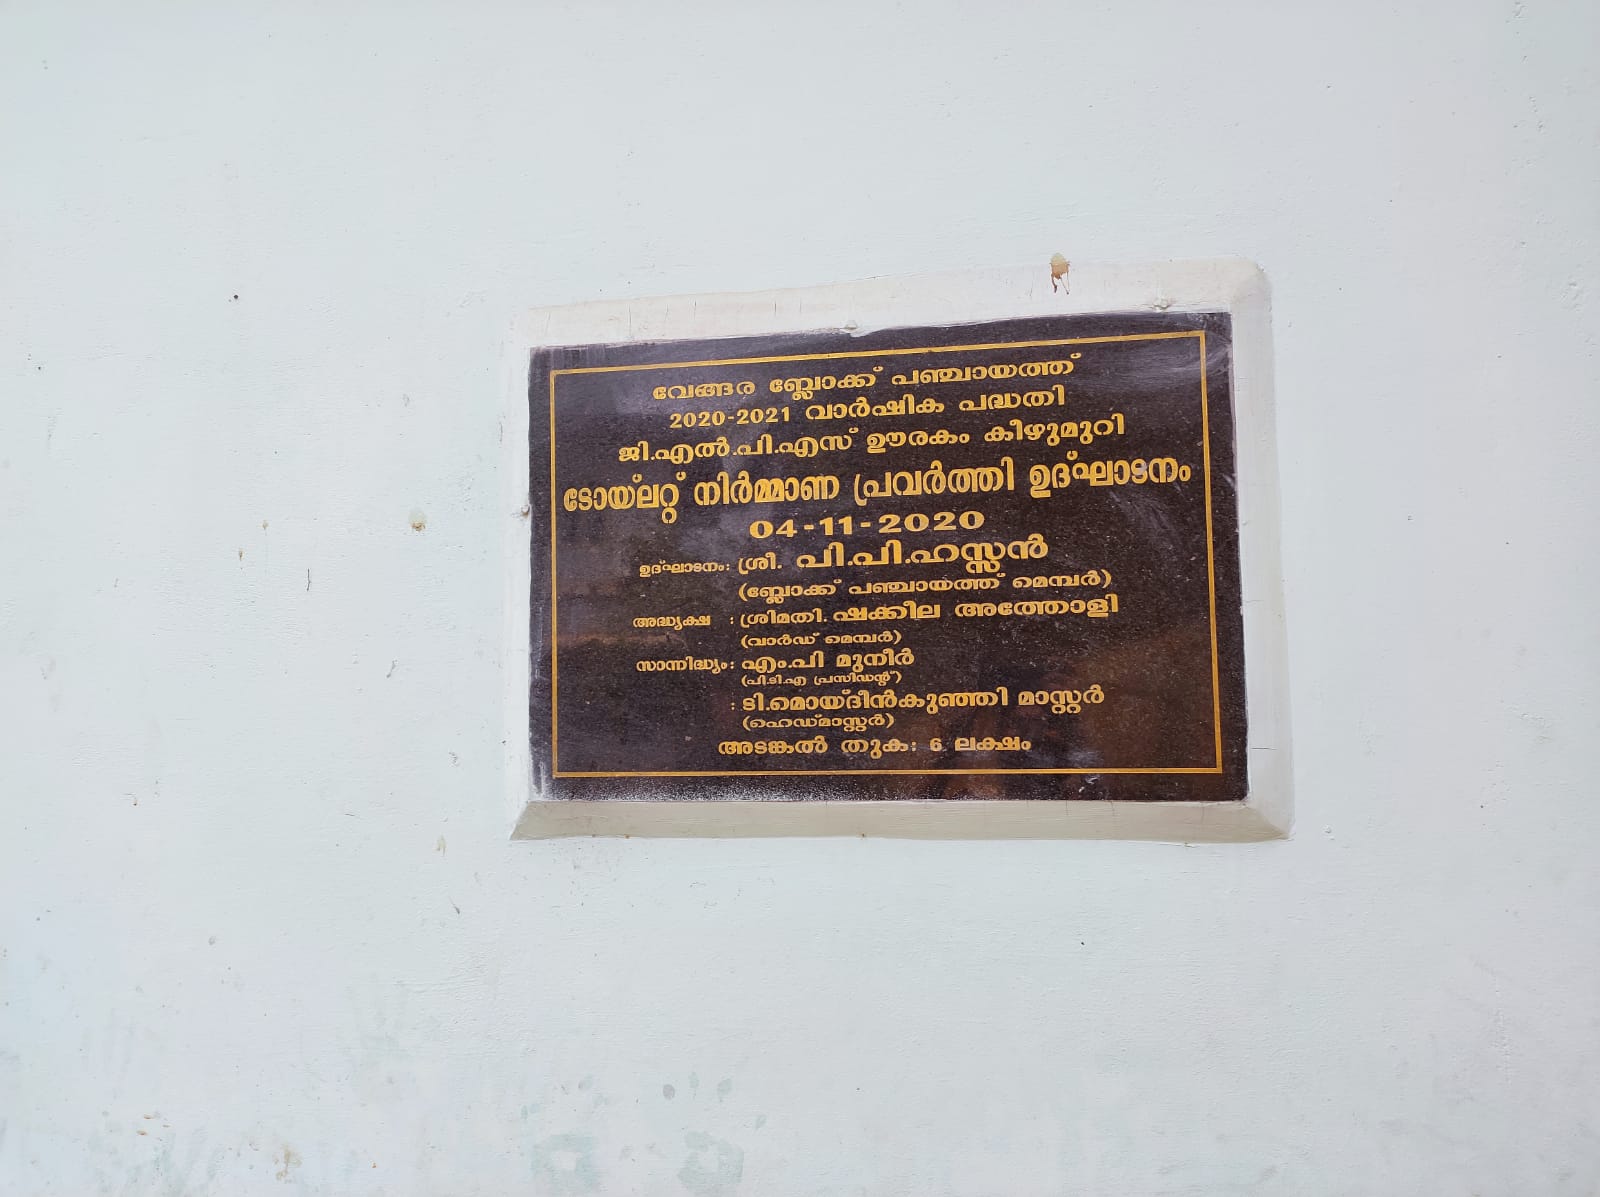 വേങ്ങര ബ്ലോക്ക് പഞ്ചായത്ത്
2020-2021 വാർഷിക പദ്ധതി
ജി.എൽ.പി.എസ് ഊരകം കീഴുമുറി
ടോയ്ലറ്റ് നിർമ്മാണ പ്രവർത്തി ഉദ്ഘാടനം
04-11-2020
ഉദ്ഘാടനം: ശ്രീ. പി.പി.ഹസ്സൻ
(ബ്ലോക്ക് പഞ്ചായത്ത് മെമ്പർ)
അദ്ധ്യക്ഷ : ശ്രീമതി. ഷക്കീല അത്തോളി
(വാർഡ് മെമ്പർ)
സാന്നിദ്ധ്യം: എം.പി മുനീർ
(പി.ടി.എ പ്രസിഡന്റ്)
: ടി.മൊയ്ദീൻകുഞ്ഞി മാസ്റ്റർ
(ഹെഡ്മാസ്റ്റർ)
അടങ്കൽ തുക: 6 ലക്ഷം